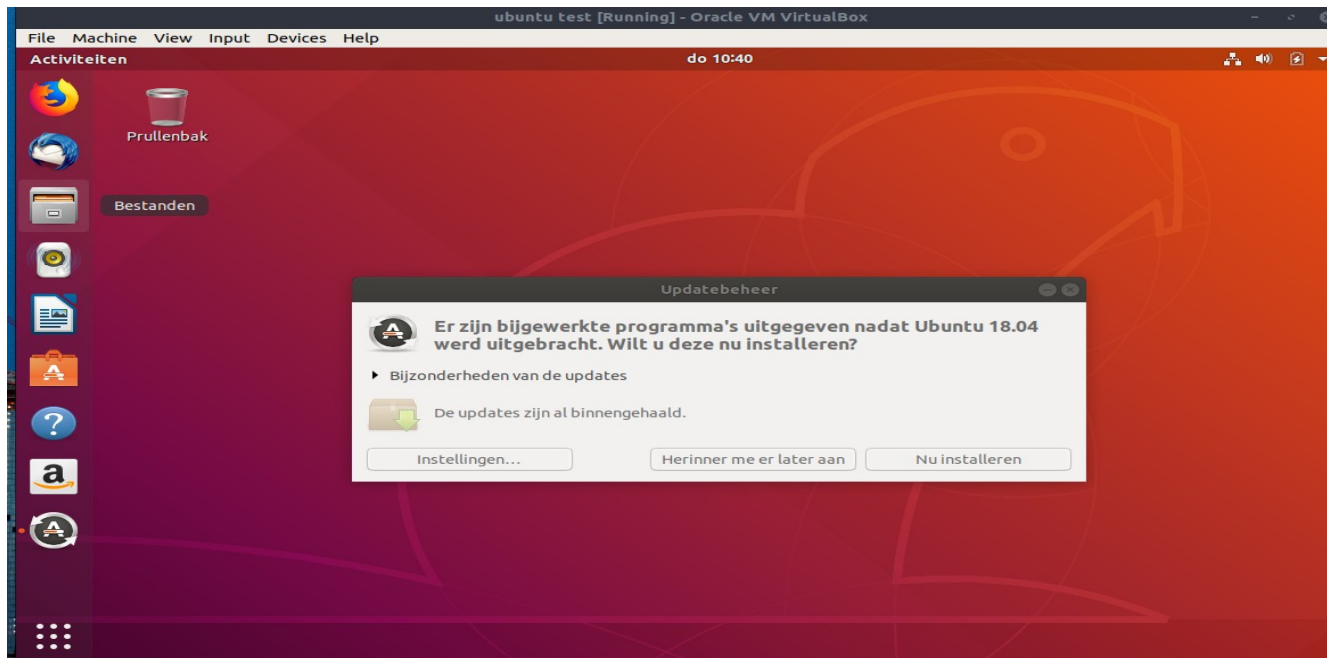 ubuntu test [Running] - Oracle VM VirtualBox
File Machine View Input Devices Help
Activiteiten do 10:40
Prullenbak
Bestanden
Updatebeheer
Er zijn bijgewerkte programma's uitgegeven nadat Ubuntu 18.04
werd uitgebracht. Wilt u deze nu installeren?
Bijzonderheden van de updates
De updates zijn al binnengehaald.
Instellingen... Herinner me er later aan Nu installeren